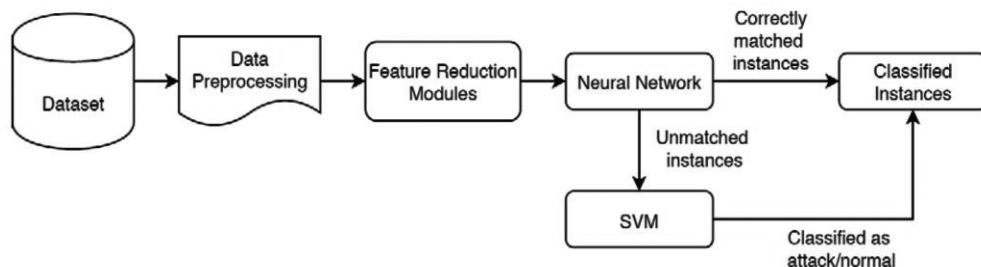 Dataset
Data
Preprocessing
Feature Reduction
Modules
Neural Network
Correctly
matched
instances
Classified
Instances
Unmatched
instances
SVM
Classified as
attack/normal